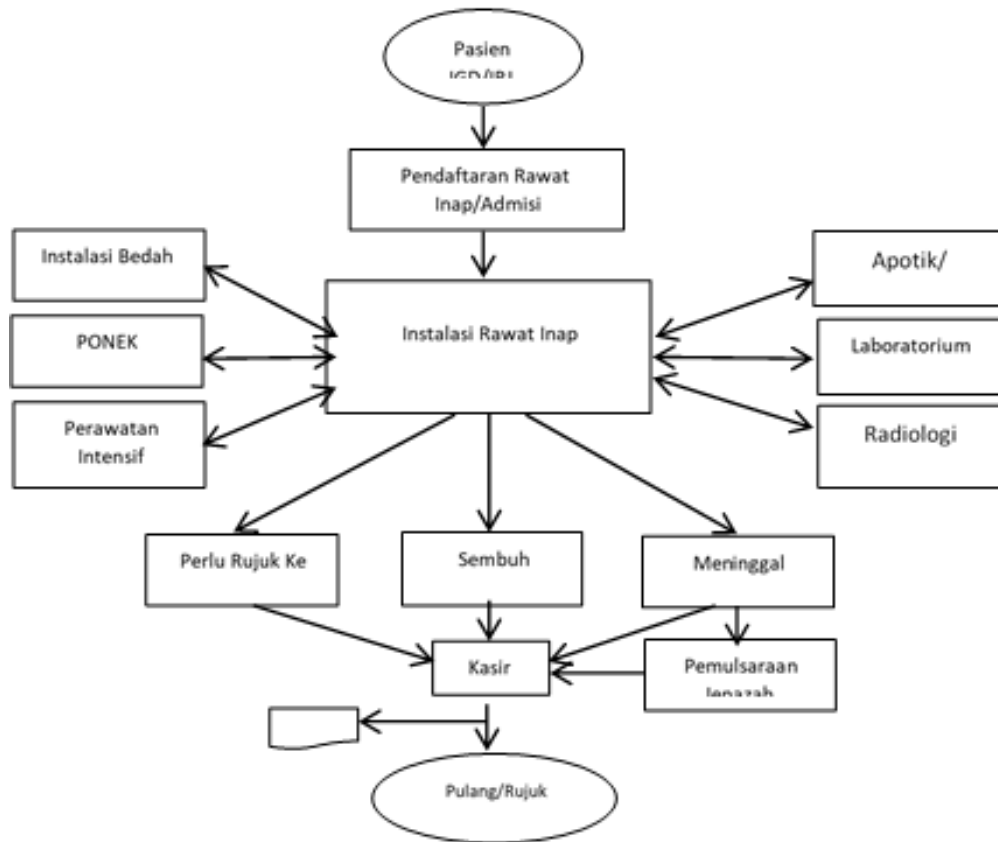 Pasien
Pendaftaran Rawat
Inap/Admisi
Instalasi Bedah
Apotik/
Instalasi Rawat Inap
PONEK
Laboratorium
Perawatan
Intensif
Radiologi
Perlu Rujuk Ke
Sembuh
Meninggal
Kasir
Pemulsaraan
Pulang/Rujuk